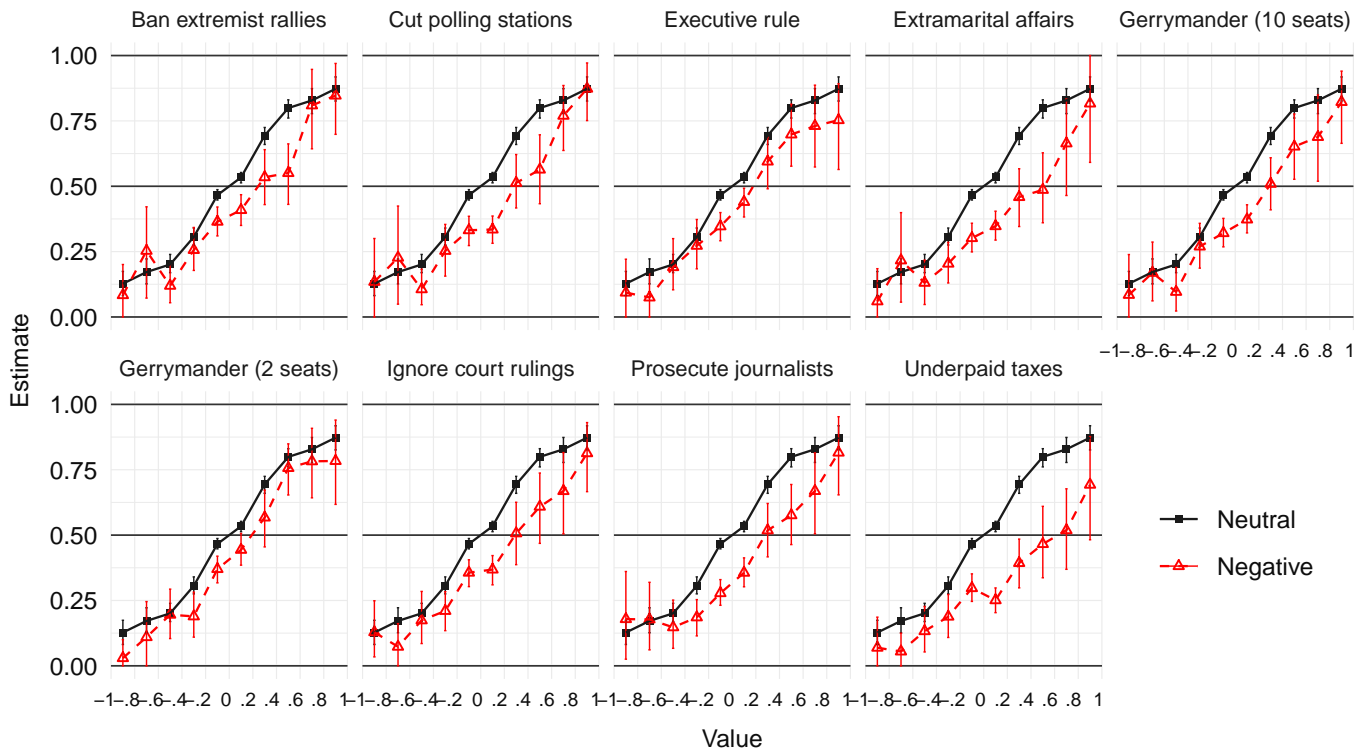 Ban extremist rallies Cut polling stations Executive rule Extramarital affairs Gerrymander (10 seats)
1.00
0.75
0.50
0.25
0.00
−1 −.8 −.6 −.4 −.2 0 .2 .4 .6 .8 1
Estimate
Gerrymander (2 seats) Ignore court rulings Prosecute journalists Underpaid taxes
1.00
0.75
0.50
0.25
0.00
Neutral
Negative
−1 −.8 −.6 −.4 −.2 0 .2 .4 .6 .8 1 −1 −.8 −.6 −.4 −.2 0 .2 .4 .6 .8 1 −1 −.8 −.6 −.4 −.2 0 .2 .4 .6 .8 1 −1 −.8 −.6 −.4 −.2 0 .2 .4 .6 .8 1
Value